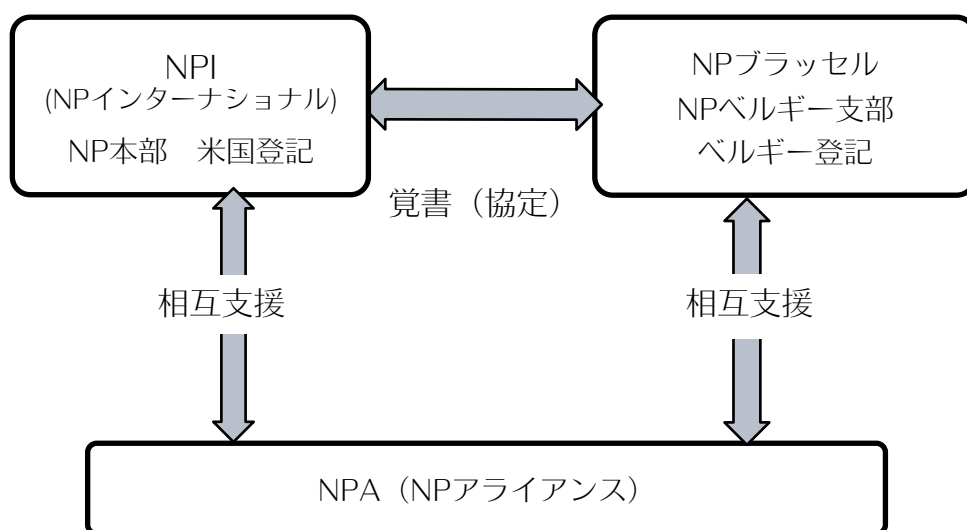 NPI
(NPインターナショナル)
NP本部　米国登記
NPブラッセル
NPベルギー支部
ベルギー登記
覚書（協定）
相互支援
相互支援
NPA（NPアライアンス）